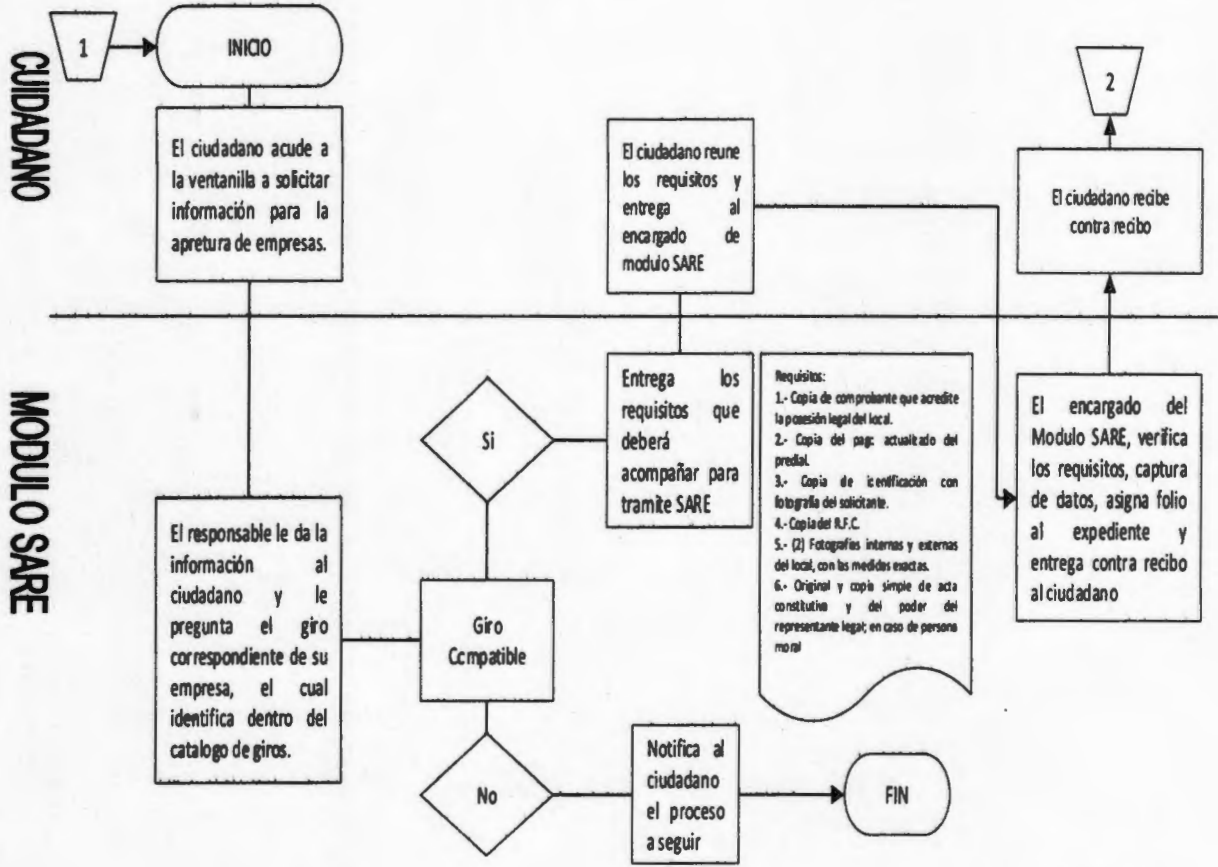 CUIDADANO
1
INICIO
El ciudadano acude a
la ventanilla a solicitar
información para la
apretura de empresas.
El ciudadano reune
los requisitos y
entrega al
encargado de
modulo SARE
2
El ciudadano recibe
contra recibo
MODULO SARE
El responsable le da la
información al
ciudadano y le
pregunta el giro
correspondiente de su
empresa, el cual
identifica dentro del
catalogo de giros.
Si
Giro
Compatible
No
Entrega los
requisitos que
deberá
acompañar para
tramite SARE
Requisitos:
1.- Copia de comprobante que acredite
la posesión legal del local.
2.- Copia del pago actualizado del
predial.
3.- Copia de identificación con
fotografía del solicitante.
4.- Copia del R.F.C.
5.- (2) Fotografías internas y externas
del local, con las medidas exactas.
6.- Original y copia simple de acta
constitutiva y del poder del
representante legal; en caso de persona
moral
El encargado del
Modulo SARE, verifica
los requisitos, captura
de datos, asigna folio
al expediente y
entrega contra recibo
al ciudadano
Notifica al
ciudadano
el proceso
a seguir
FIN